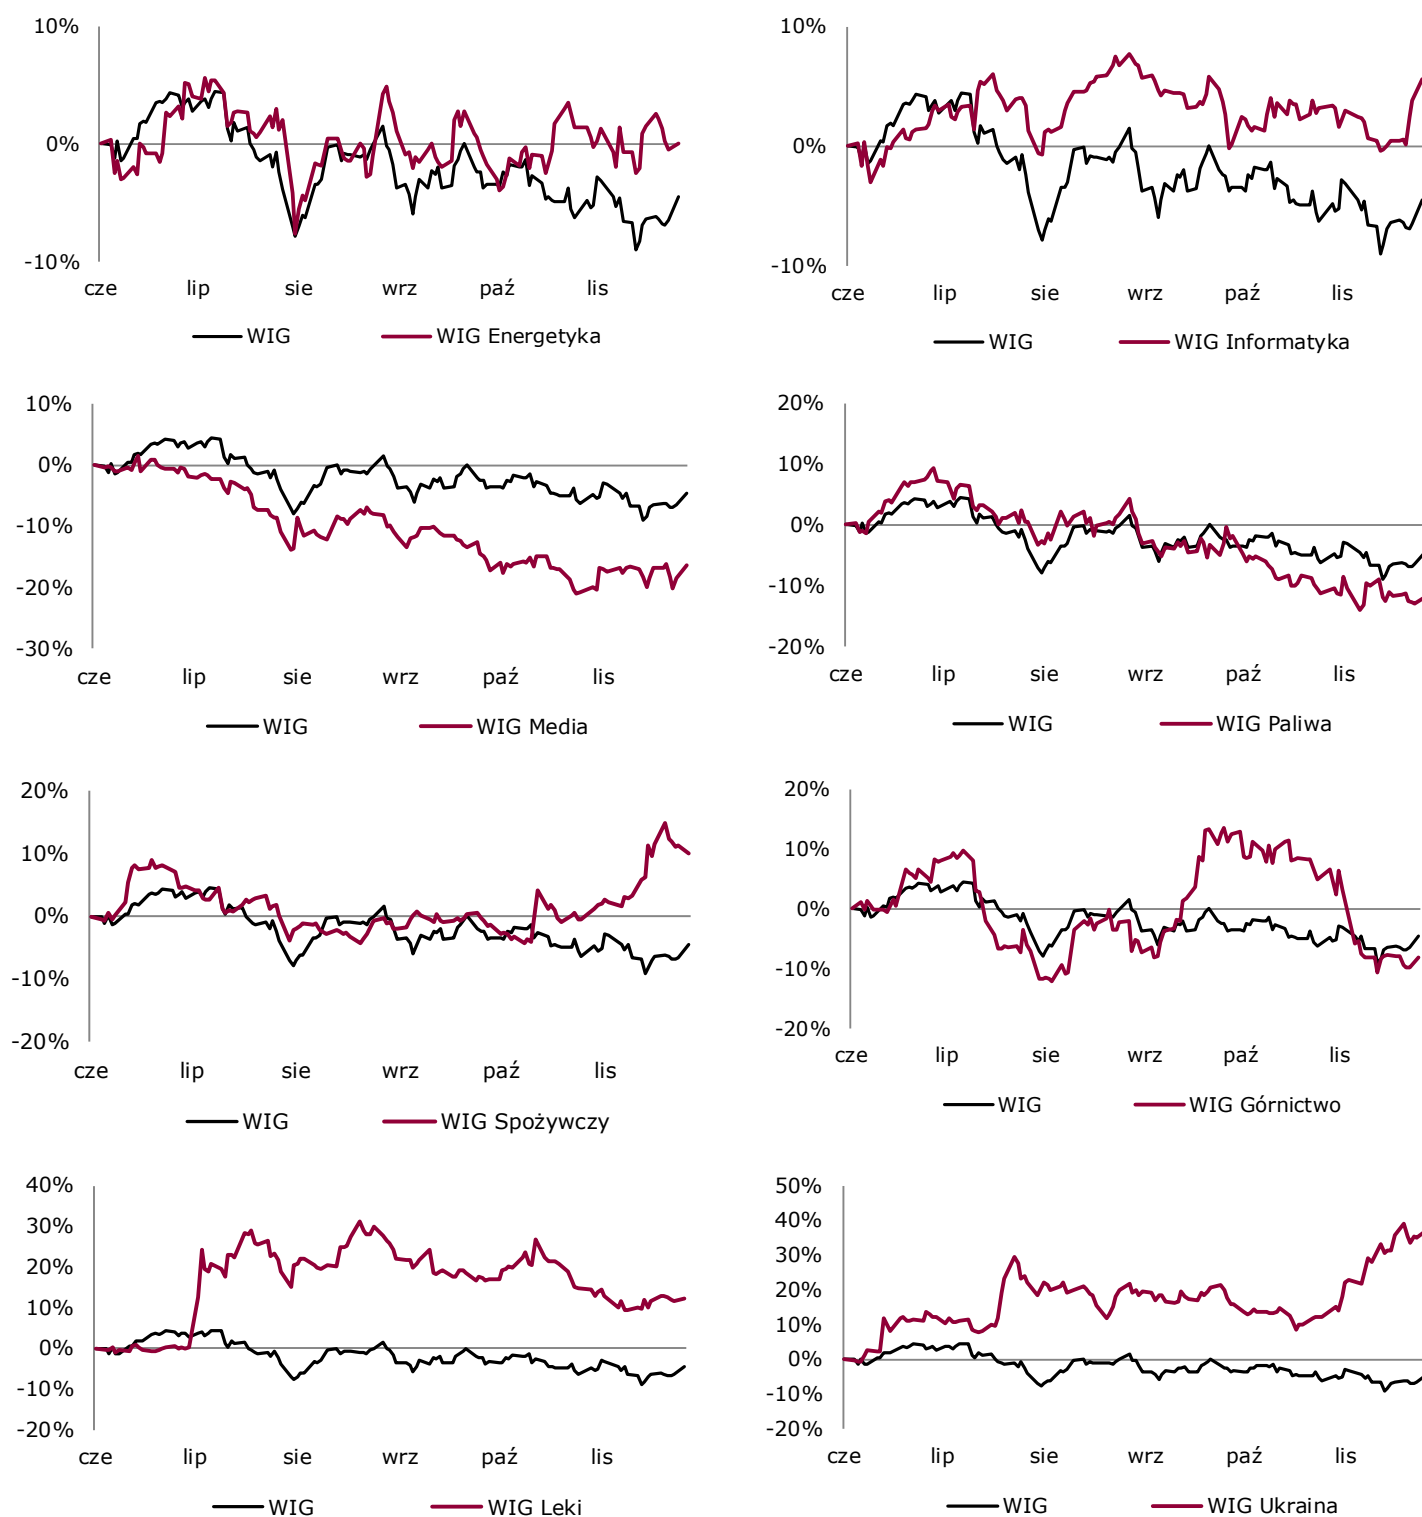 10%
0%
-10%
cze lip sie wrz paź lis
WIG WIG Energetyka
10%
0%
-10%
cze lip sie wrz paź lis
WIG WIG Informatyka
10%
0%
-10%
-20%
-30%
cze lip sie wrz paź lis
WIG WIG Media
20%
10%
0%
-10%
-20%
cze lip sie wrz paź lis
WIG WIG Paliwa
20%
10%
0%
-10%
-20%
cze lip sie wrz paź lis
WIG WIG Spożywczy
20%
10%
0%
-10%
-20%
cze lip sie wrz paź lis
WIG WIG Górnictwo
40%
30%
20%
10%
0%
-10%
-20%
cze lip sie wrz paź lis
WIG WIG Leki
50%
40%
30%
20%
10%
0%
-10%
-20%
cze lip sie wrz paź lis
WIG WIG Ukraina